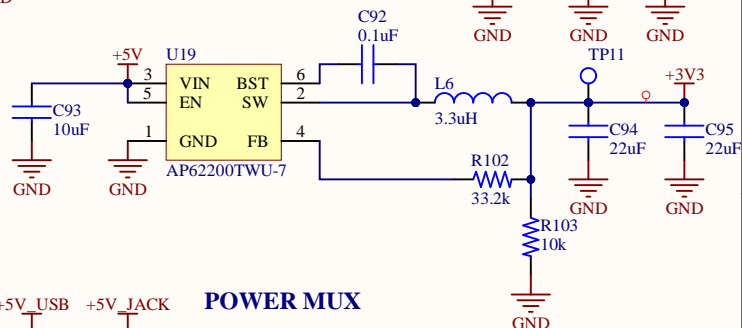 D
GND GND GND
C92
0.1uF
+5V U19 TP11
3 VIN BST 6
5 EN SW 2
1 GND FB 4
AP62200TWU-7
C93
10uF
GND
GND
L6
3.3uH
+3V3
C94
22uF
C95
22uF
GND
GND
R102
33.2k
R103
10k
GND
+5V_USB +5V_JACK POWER MUX